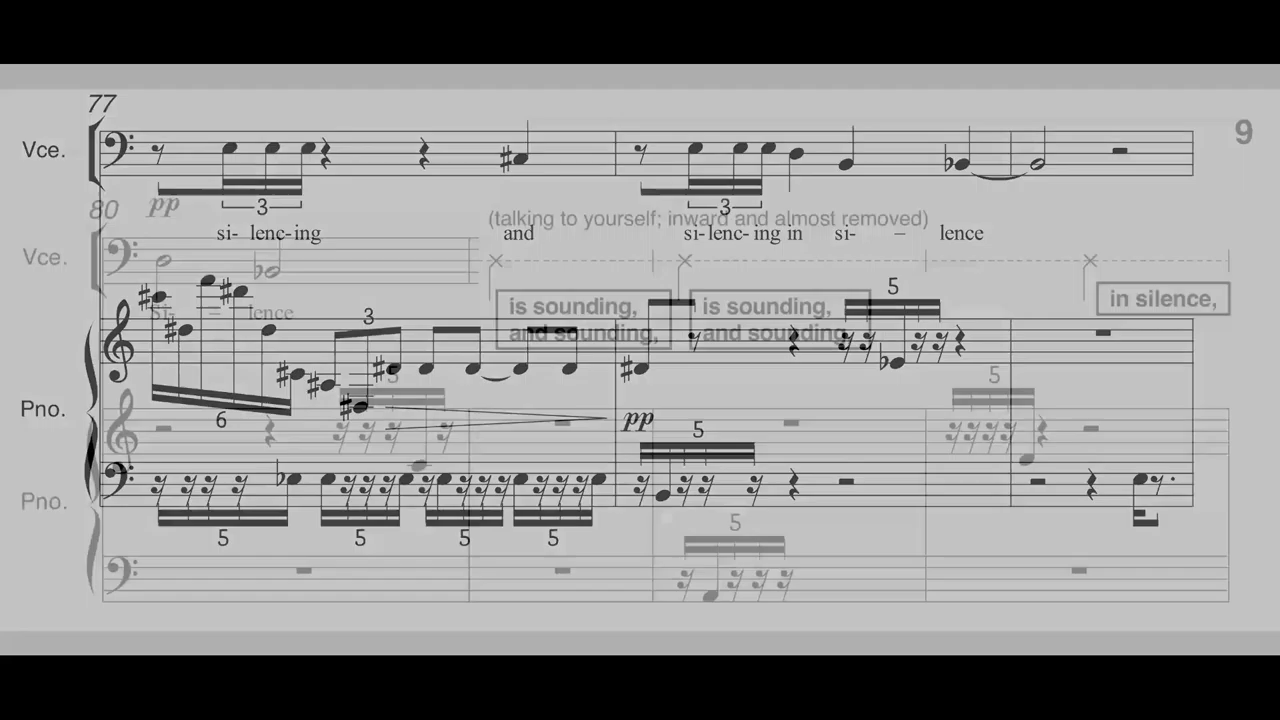 77
9
Vce.
3
3
80
pp
(talking to yourself; inward and almost removed)
si- lenc-ing and si-lenc-ing in si- – lence
Vce.
5
is sounding, is sounding, in silence,
and sounding, and sounding
Si- – lence
3
5
5
Pno.
6
pp
5
Pno.
5
5
5
5
5